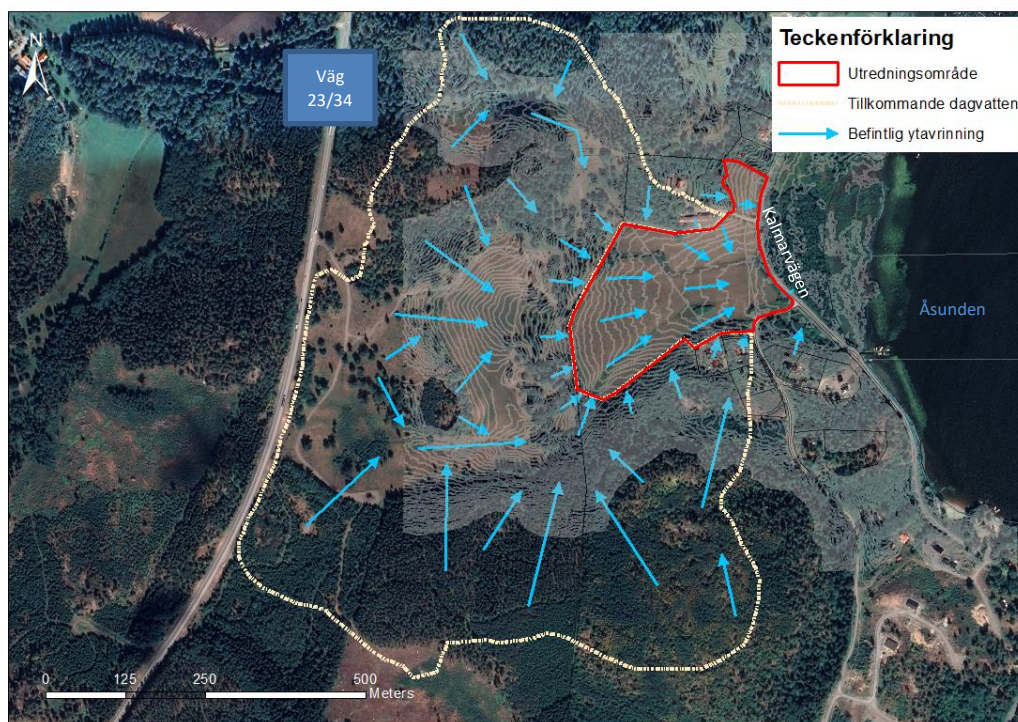 N
Väg
23/34
Teckenförklaring
Utredningsområde
Tillkommande dagvatten
Befintlig ytavrinning
Kalmarvägen
Åsunden
0 125 250 500
Meters